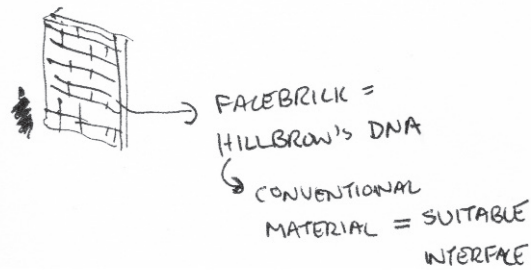 FACEBRICK =
HILLBROW'S DNA
CONVENTIONAL
MATERIAL = SUITABLE
INTERFACE